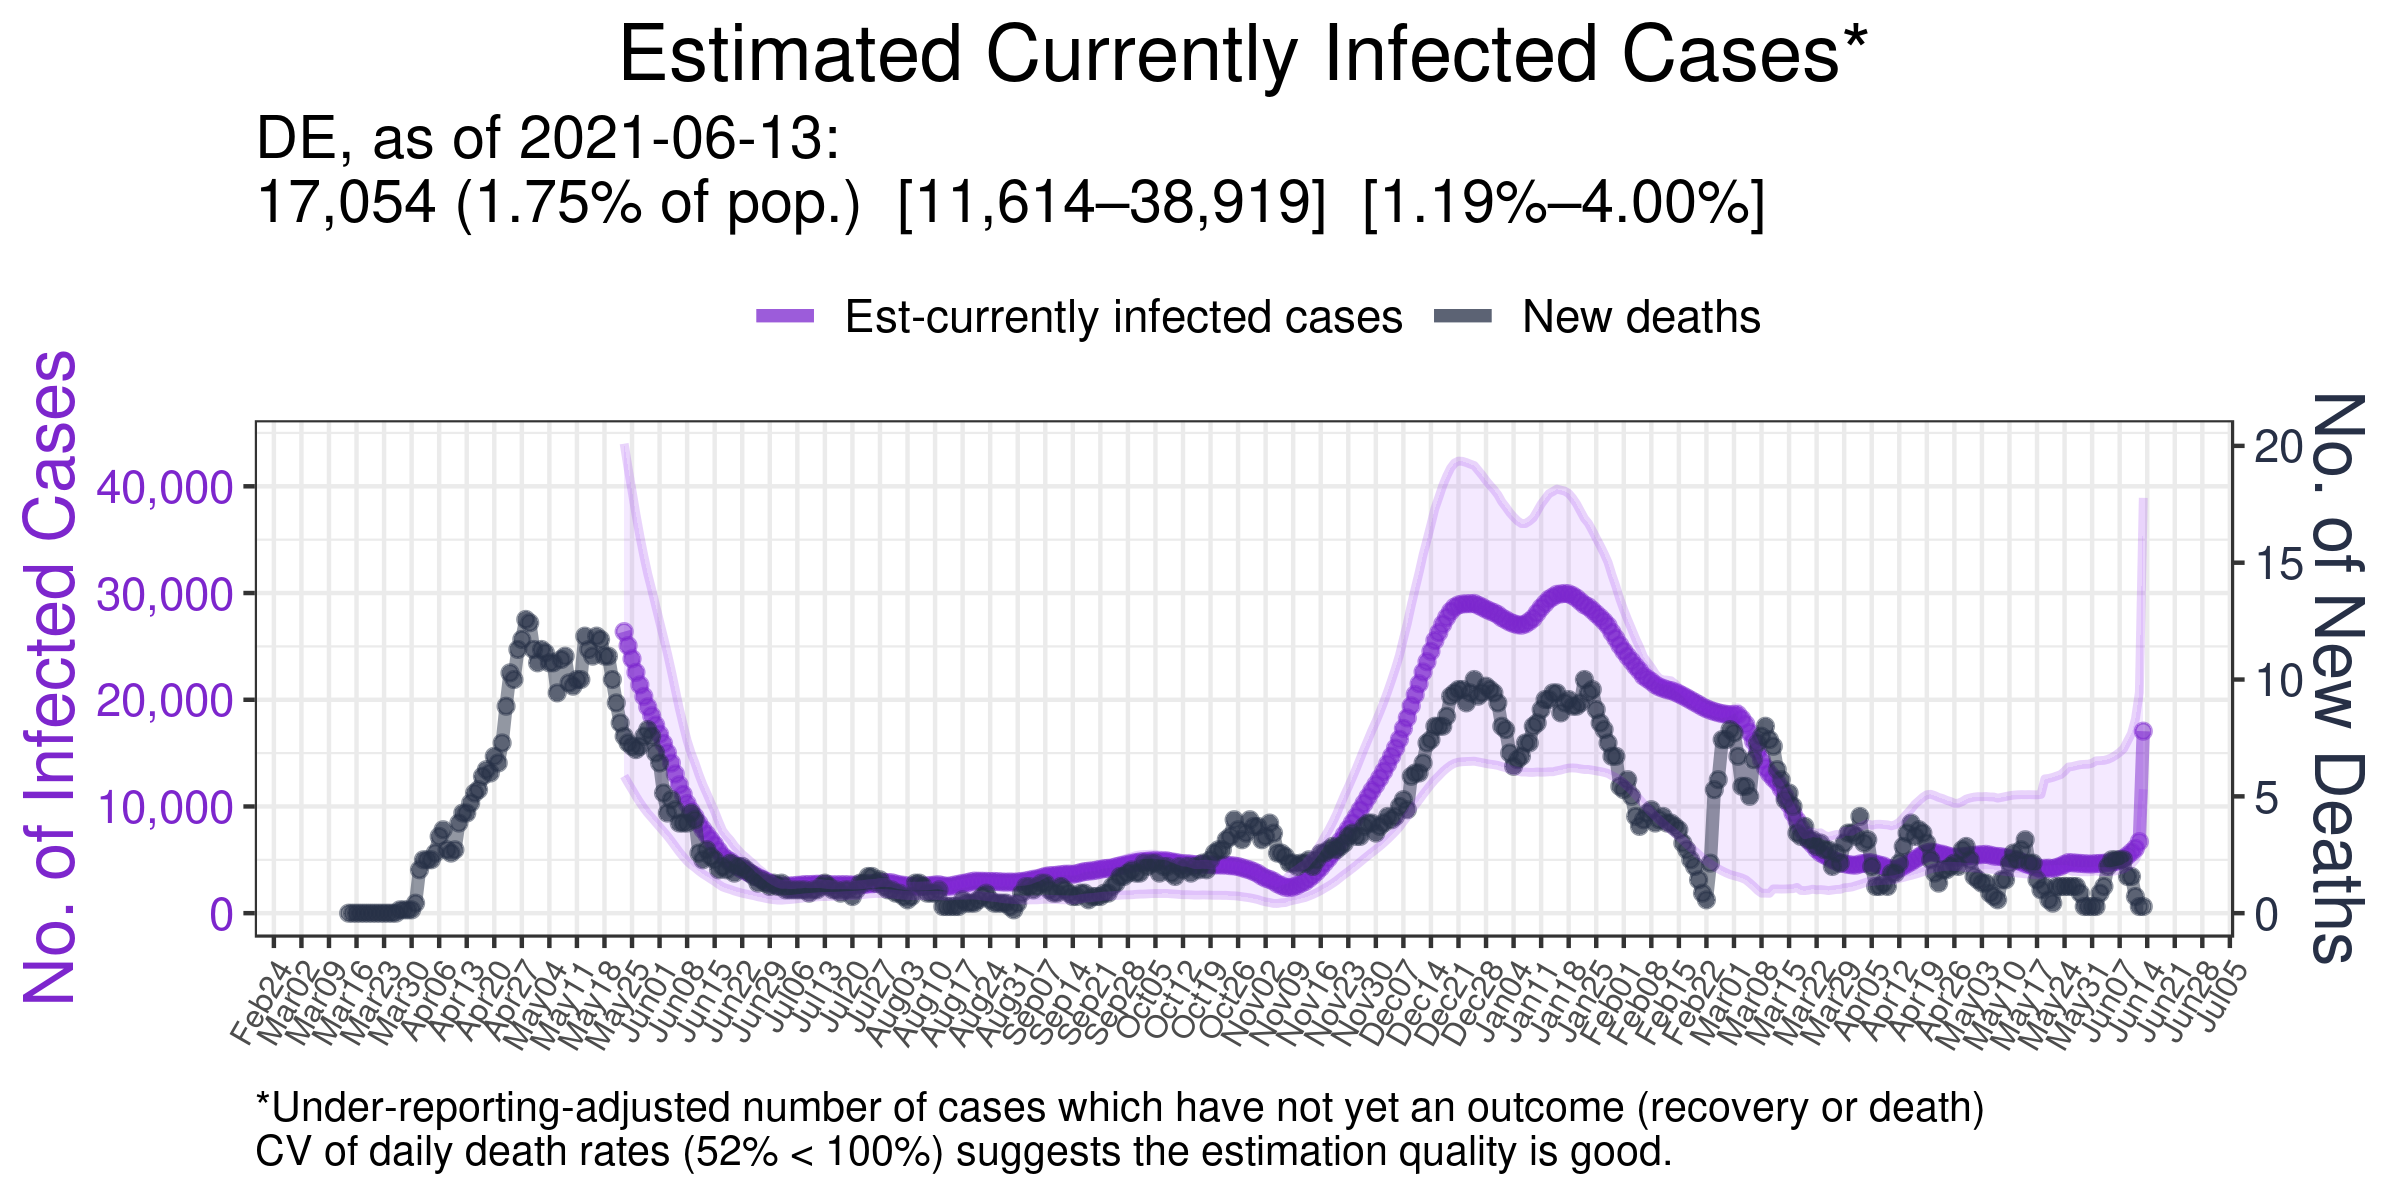 Estimated Currently Infected Cases*
DE, as of 2021-06-13:
17,054 (1.75% of pop.) [11,614–38,919] [1.19%–4.00%]
Est-currently infected cases
New deaths
No. of Infected Cases
40,000
30,000
20,000
10,000
0
20
15
10
5
0
No. of New Deaths
Feb24
Mar02
Mar09
Mar16
Mar23
Mar30
Apr06
Apr13
Apr20
Apr27
May04
May11
May18
May25
Jun01
Jun08
Jun15
Jun22
Jun29
Jul06
Jul13
Jul20
Jul27
Aug03
Aug10
Aug17
Aug24
Aug31
Sep07
Sep14
Sep21
Sep28
Oct05
Oct12
Oct19
Oct26
Nov02
Nov09
Nov16
Nov23
Nov30
Dec07
Dec14
Dec21
Dec28
Jan04
Jan11
Jan18
Jan25
Feb01
Feb08
Feb15
Feb22
Mar01
Mar08
Mar15
Mar22
Mar29
Apr05
Apr12
Apr19
Apr26
May03
May10
May17
May24
May31
Jun07
Jun14
Jun21
Jun28
Jul05
*Under-reporting-adjusted number of cases which have not yet an outcome (recovery or death)
CV of daily death rates (52% < 100%) suggests the estimation quality is good.